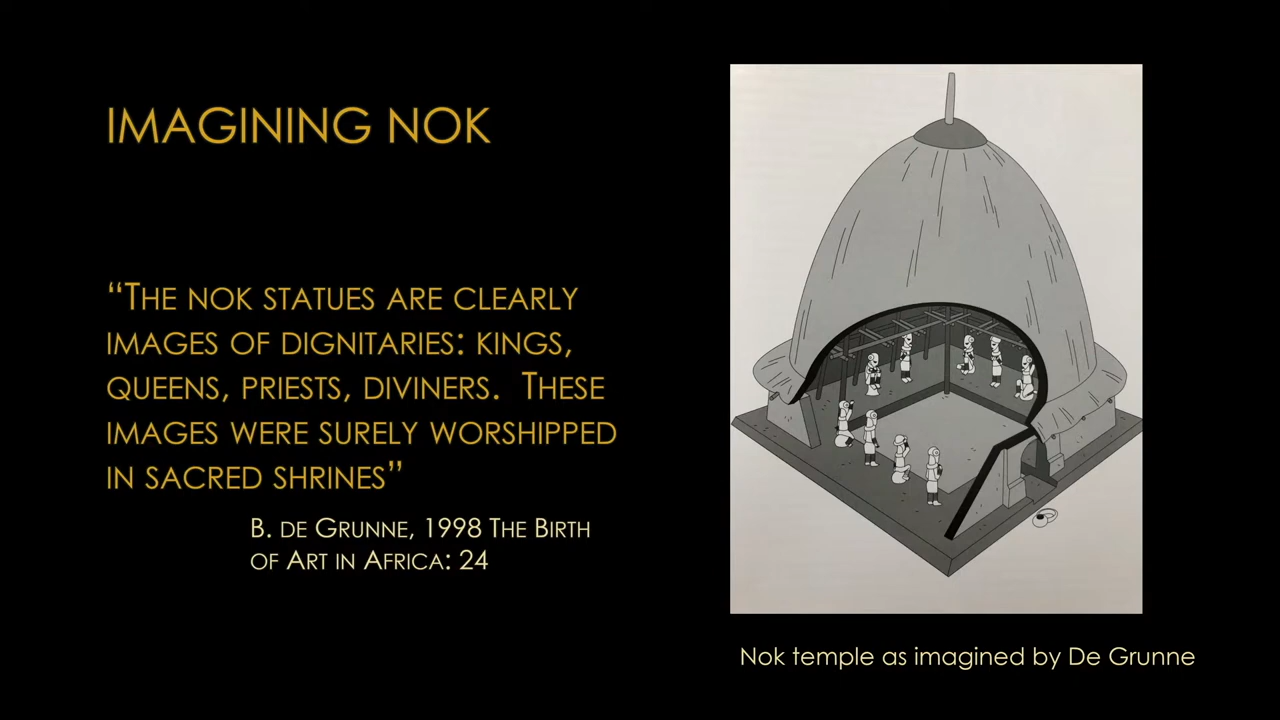 IMAGINING NOK
“THE NOK STATUES ARE CLEARLY
IMAGES OF DIGNITARIES: KINGS,
QUEENS, PRIESTS, DIVINERS.  THESE
IMAGES WERE SURELY WORSHIPPED
IN SACRED SHRINES”
B. DE GRUNNE, 1998 THE BIRTH
OF ART IN AFRICA: 24
Nok temple as imagined by De Grunne